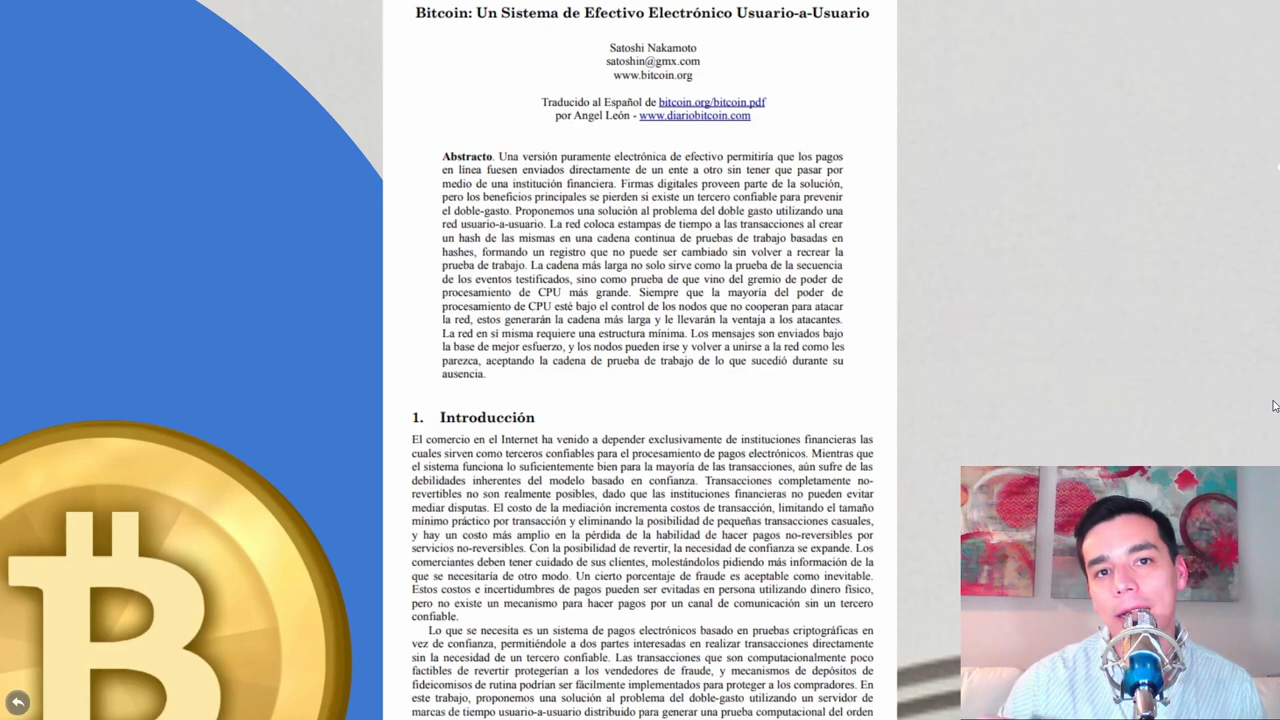 Bitcoin: Un Sistema de Efectivo Electrónico Usuario-a-Usuario
Satoshi Nakamoto
satoshin@gmx.com
www.bitcoin.org
Traducido al Español de bitcoin.org/bitcoin.pdf
por Angel León - www.diariobitcoin.com
Abstracto. Una versión puramente electrónica de efectivo permitiría que los pagos
en línea fuesen enviados directamente de un ente a otro sin tener que pasar por
medio de una institución financiera. Firmas digitales proveen parte de la solución,
pero los beneficios principales se pierden si existe un tercero confiable para prevenir
el doble-gasto. Proponemos una solución al problema del doble gasto utilizando una
red usuario-a-usuario. La red coloca estampas de tiempo a las transacciones al crear
un hash de las mismas en una cadena continua de pruebas de trabajo basadas en
hashes, formando un registro que no puede ser cambiado sin volver a recrear la
prueba de trabajo. La cadena más larga no solo sirve como la prueba de la secuencia
de los eventos testificados, sino como prueba de que vino del gremio de poder de
procesamiento de CPU más grande. Siempre que la mayoría del poder de
procesamiento de CPU esté bajo el control de los nodos que no cooperan para atacar
la red, estos generarán la cadena más larga y le llevarán la ventaja a los atacantes.
La red en sí misma requiere una estructura mínima. Los mensajes son enviados bajo
la base de mejor esfuerzo, y los nodos pueden irse y volver a unirse a la red como les
parezca, aceptando la cadena de prueba de trabajo de lo que sucedió durante su
ausencia.
1. Introducción
El comercio en el Internet ha venido a depender exclusivamente de instituciones financieras las
cuales sirven como terceros confiables para el procesamiento de pagos electrónicos. Mientras que
el sistema funciona lo suficientemente bien para la mayoría de las transacciones, aún sufre de las
debilidades inherentes del modelo basado en confianza. Transacciones completamente no-
revertibles no son realmente posibles, dado que las instituciones financieras no pueden evitar
mediar disputas. El costo de la mediación incrementa costos de transacción, limitando el tamaño
mínimo práctico por transacción y eliminando la posibilidad de pequeñas transacciones casuales,
y hay un costo más amplio en la pérdida de la habilidad de hacer pagos no-reversibles por
servicios no-reversibles. Con la posibilidad de revertir, la necesidad de confianza se expande. Los
comerciantes deben tener cuidado de sus clientes, molestándolos pidiendo más información de la
que se necesitaría de otro modo. Un cierto porcentaje de fraude es aceptable como inevitable.
Estos costos e incertidumbres de pagos pueden ser evitadas en persona utilizando dinero físico,
pero no existe un mecanismo para hacer pagos por un canal de comunicación sin un tercero
confiable.
Lo que se necesita es un sistema de pagos electrónicos basado en pruebas criptográficas en
vez de confianza, permitiéndole a dos partes interesadas en realizar transacciones directamente
sin la necesidad de un tercero confiable. Las transacciones que son computacionalmente poco
factibles de revertir protegerían a los vendedores de fraude, y mecanismos de depósitos de
fideicomisos de rutina podrían ser fácilmente implementados para proteger a los compradores. En
este trabajo, proponemos una solución al problema del doble-gasto utilizando un servidor de
marcas de tiempo usuario-a-usuario distribuido para generar una prueba computacional del orden